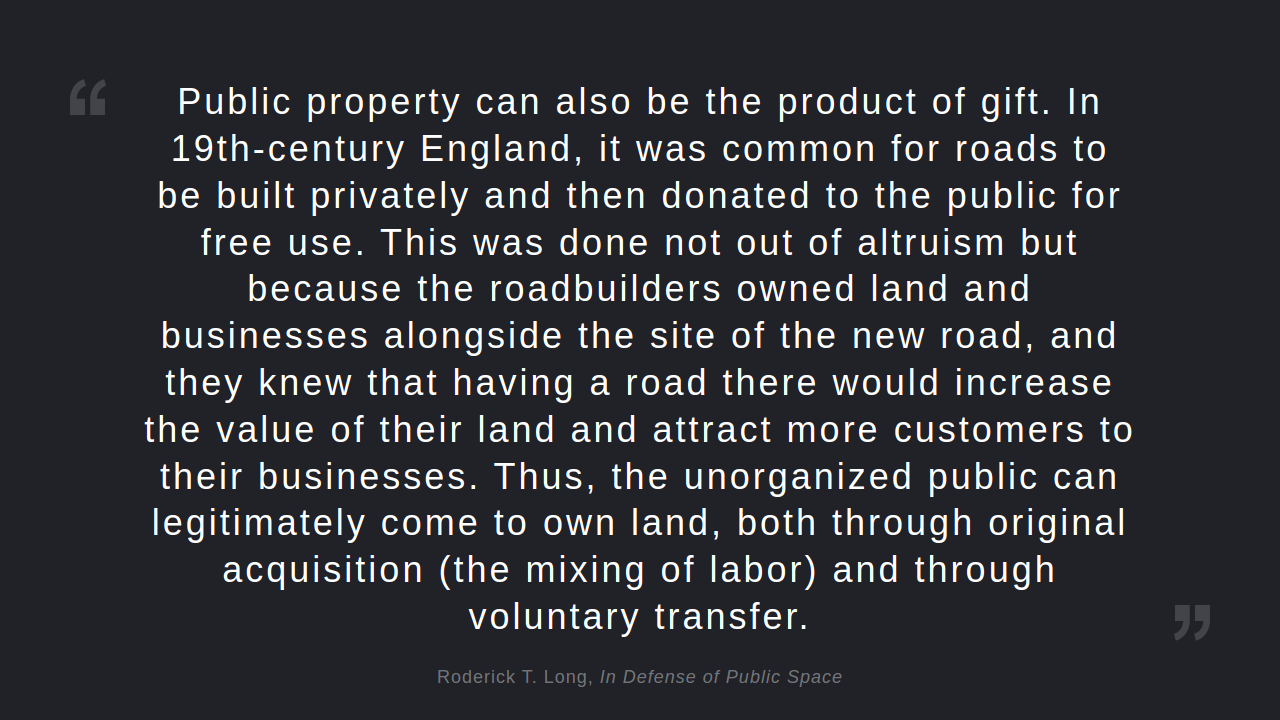 “
Public property can also be the product of gift. In
19th-century England, it was common for roads to
be built privately and then donated to the public for
free use. This was done not out of altruism but
because the roadbuilders owned land and
businesses alongside the site of the new road, and
they knew that having a road there would increase
the value of their land and attract more customers to
their businesses. Thus, the unorganized public can
legitimately come to own land, both through original
acquisition (the mixing of labor) and through
voluntary transfer.
”
Roderick T. Long, In Defense of Public Space